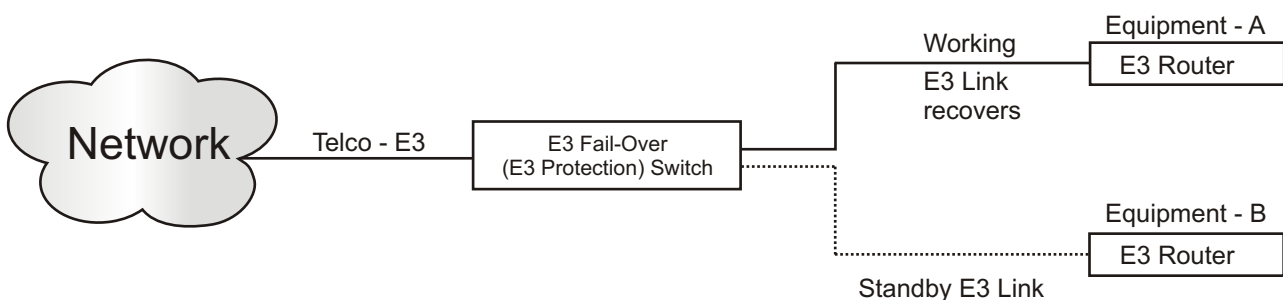 Network
Telco - E3
E3 Fail-Over
(E3 Protection) Switch
Working
E3 Link
recovers
Equipment - A
E3 Router
Equipment - B
E3 Router
Standby E3 Link